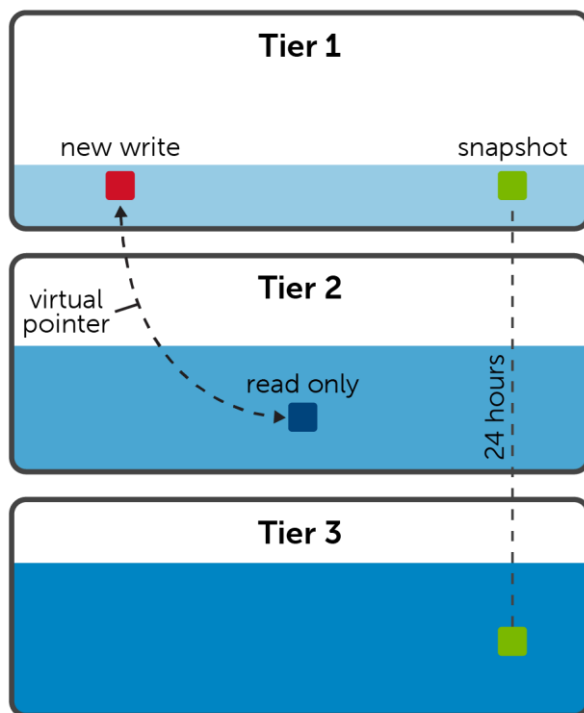 Tier 1
new write
snapshot
Tier 2
virtual
pointer
read only
24 hours
Tier 3